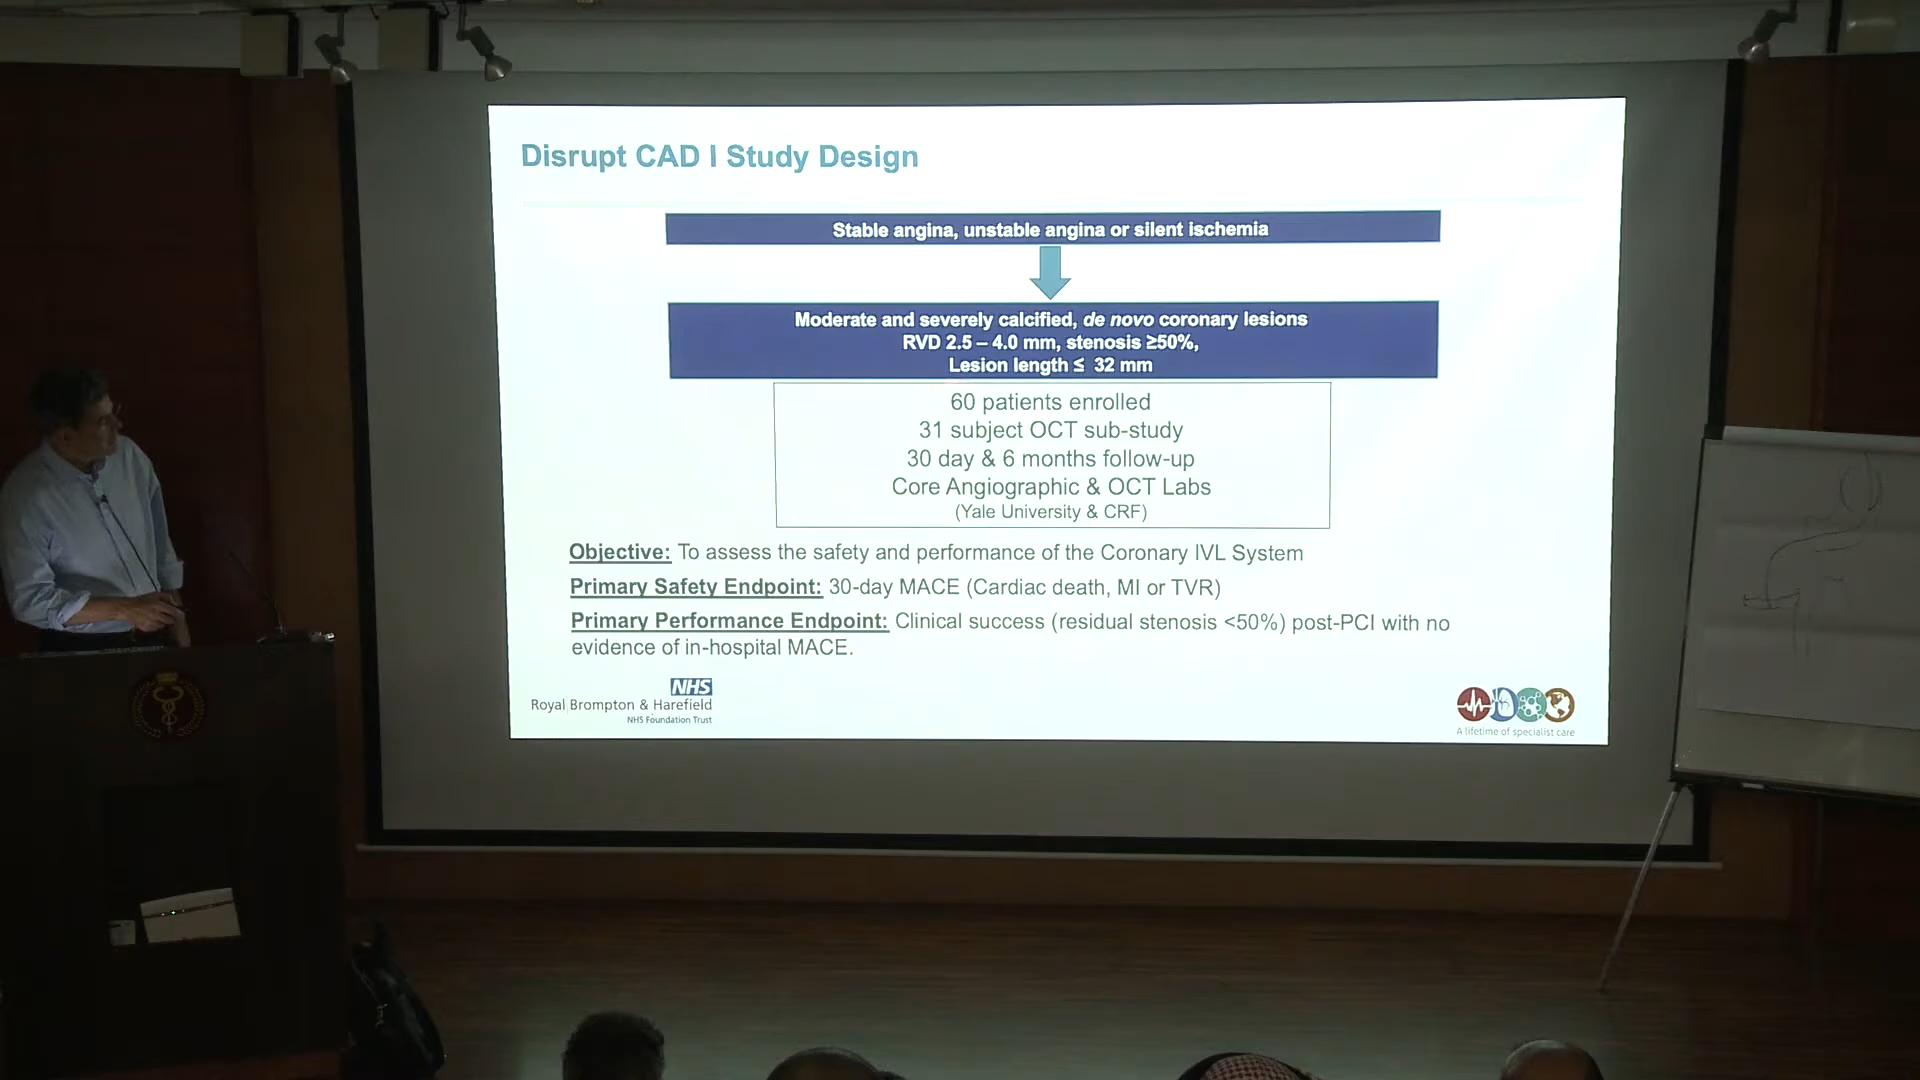 Disrupt CAD I Study Design
Stable angina, unstable angina or silent ischemia
Moderate and severely calcified, de novo coronary lesions
RVD 2.5 – 4.0 mm, stenosis ≥50%,
Lesion length ≤ 32 mm
60 patients enrolled
31 subject OCT sub-study
30 day & 6 months follow-up
Core Angiographic & OCT Labs
(Yale University & CRF)
Objective: To assess the safety and performance of the Coronary IVL System
Primary Safety Endpoint: 30-day MACE (Cardiac death, MI or TVR)
Primary Performance Endpoint: Clinical success (residual stenosis <50%) post-PCI with no
evidence of in-hospital MACE.
NHS
Royal Brompton & Harefield
NHS Foundation Trust
A lifetime of specialist care